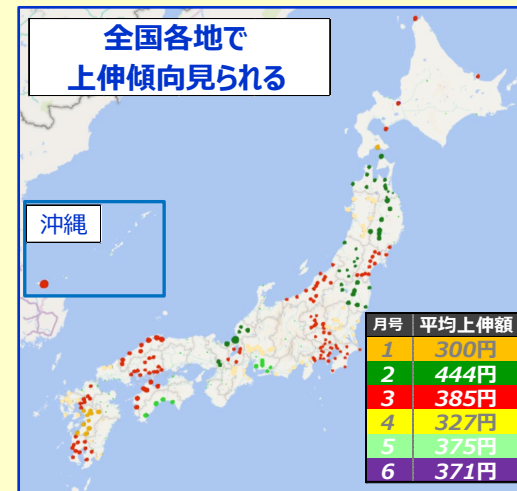 全国各地で
上伸傾向見られる
沖縄
月号 平均上伸額
1 300円
2 444円
3 385円
4 327円
5 375円
6 371円